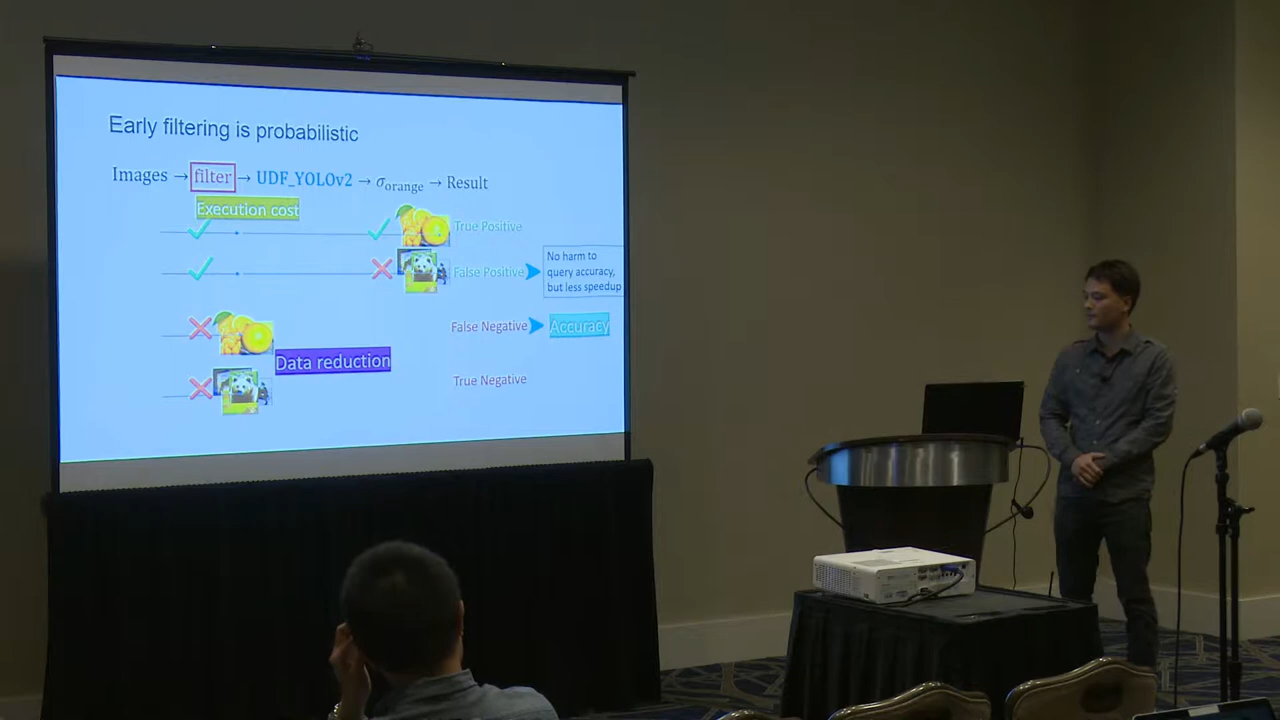 Early filtering is probabilistic
Images → filter → UDF_YOLOv2 → σorange → Result
Execution cost
True Positive
False Positive
No harm to
query accuracy,
but less speedup
False Negative
Accuracy
Data reduction
True Negative